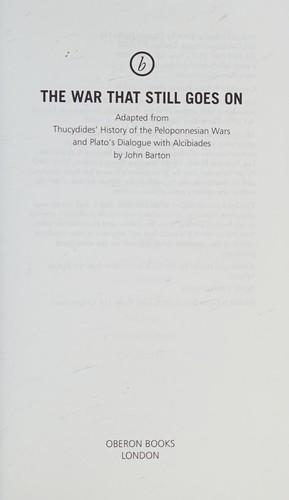 b
THE WAR THAT STILL GOES ON
Adapted from
Thucydides' History of the Peloponnesian Wars
and Plato's Dialogue with Alcibiades
by John Barton
OBERON BOOKS
LONDON